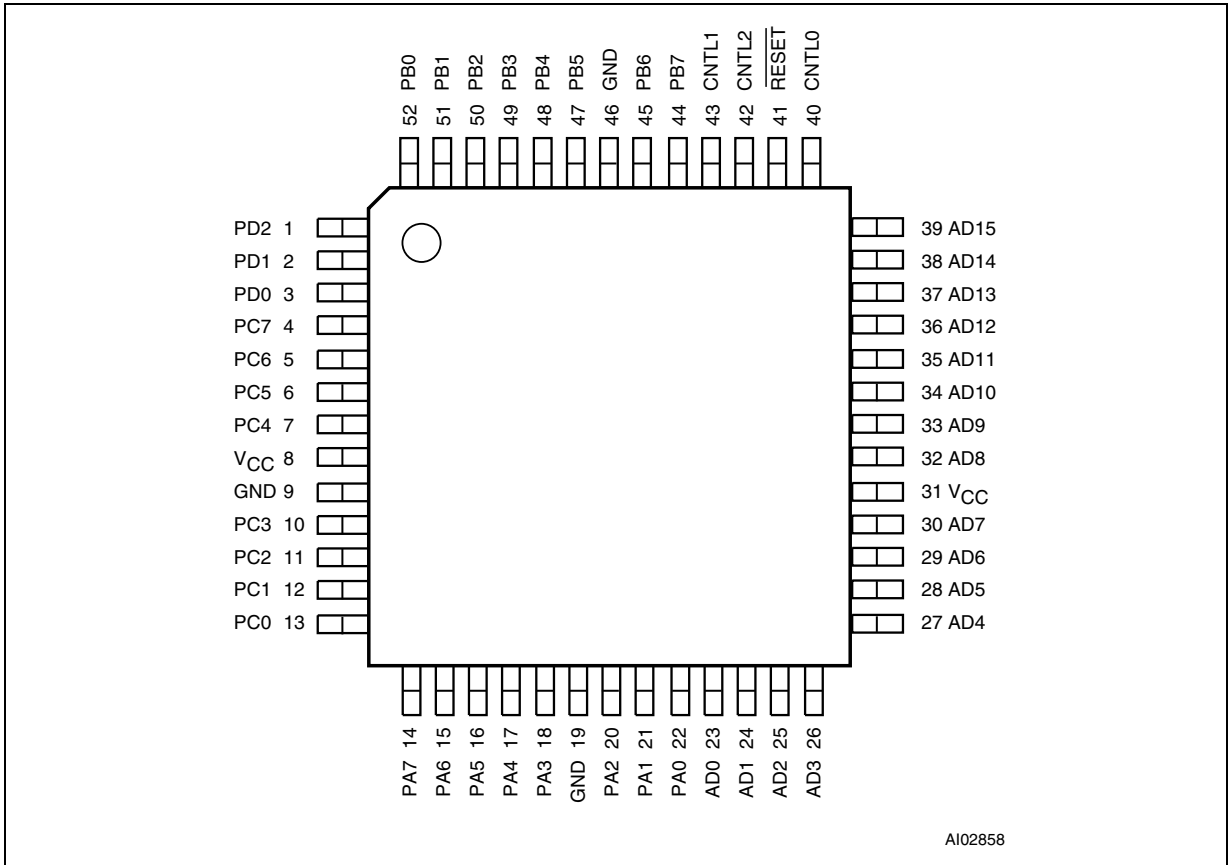 52 PB0
51 PB1
50 PB2
49 PB3
48 PB4
47 PB5
46 GND
45 PB6
44 PB7
43 CNTL1
42 CNTL2
41 RESET
40 CNTL0
PD2 1
PD1 2
PD0 3
PC7 4
PC6 5
PC5 6
PC4 7
VCC 8
GND 9
PC3 10
PC2 11
PC1 12
PC0 13
39 AD15
38 AD14
37 AD13
36 AD12
35 AD11
34 AD10
33 AD9
32 AD8
31 VCC
30 AD7
29 AD6
28 AD5
27 AD4
PA7 14
PA6 15
PA5 16
PA4 17
PA3 18
GND 19
PA2 20
PA1 21
PA0 22
AD0 23
AD1 24
AD2 25
AD3 26
AI02858